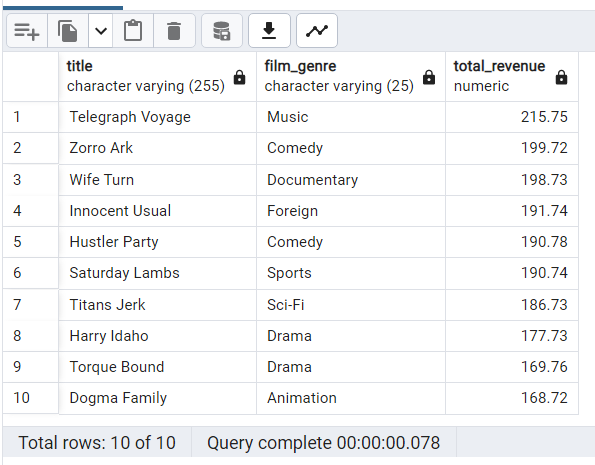 title film_genre total_revenue
character varying (255) character varying (25) numeric
1 Telegraph Voyage Music 215.75
2 Zorro Ark Comedy 199.72
3 Wife Turn Documentary 198.73
4 Innocent Usual Foreign 191.74
5 Hustler Party Comedy 190.78
6 Saturday Lambs Sports 190.74
7 Titans Jerk Sci-Fi 186.73
8 Harry Idaho Drama 177.73
9 Torque Bound Drama 169.76
10 Dogma Family Animation 168.72
Total rows: 10 of 10 Query complete 00:00:00.078